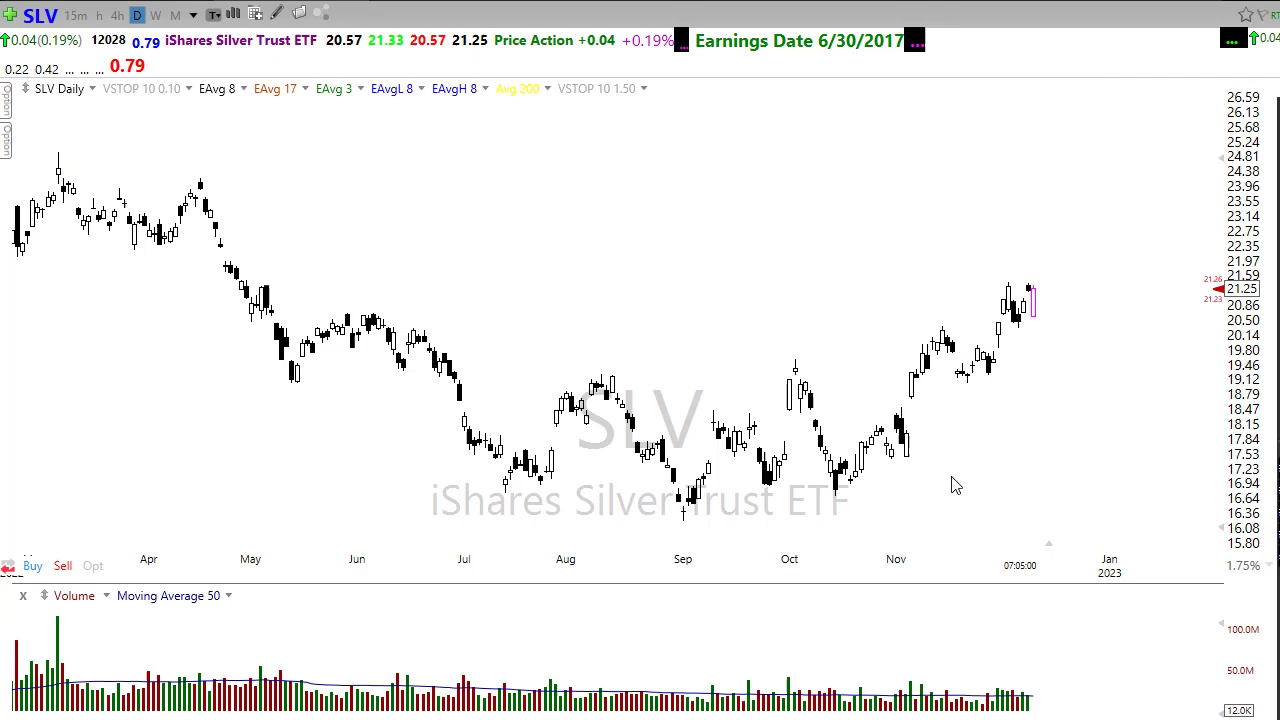 SLV 15m h 4h D W M T
0.04(0.19%) 12028 0.79 iShares Silver Trust ETF 20.57 21.33 20.57 21.25 Price Action +0.04 +0.19% ... Earnings Date 6/30/2017 ... ... 0.04
0.22 0.42 ... ... 0.79
SLV Daily VSTOP 10 0.10 EAvg 8 EAvg 17 EAvg 3 EAvgL 8 EAvgH 8 Avg 200 VSTOP 10 1.50
Option
Option
26.59
26.13
25.68
25.24
24.81
24.38
23.96
23.55
23.14
22.75
22.35
21.97
21.59
21.26
21.25
21.23
20.86
20.50
20.14
19.80
19.46
19.12
18.79
18.47
18.15
17.84
17.53
17.23
16.94
16.64
16.36
16.08
15.80
SLV
iShares Silver Trust ETF
Apr May Jun Jul Aug Sep Oct Nov 07:05:00 Jan
2023
Buy Sell Opt 1.75%
x Volume Moving Average 50
100.0M
50.0M
12.0K